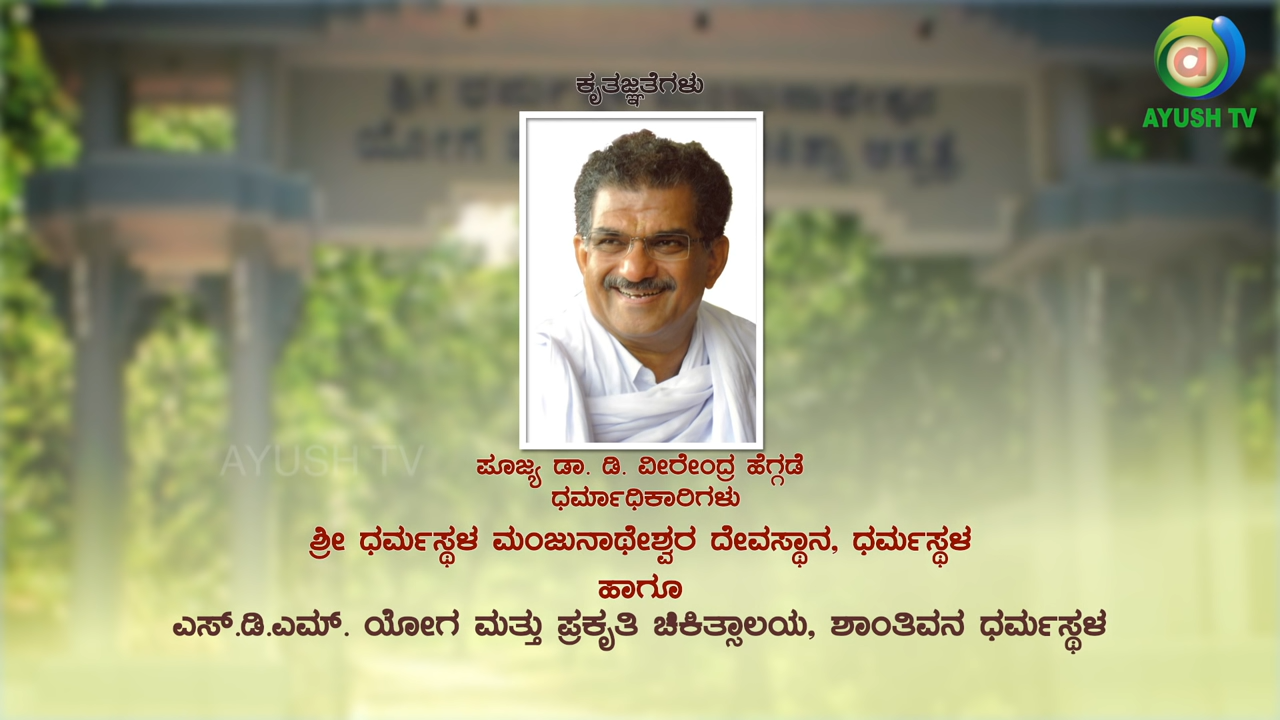 ಕೃತಜ್ಞತೆಗಳು
AYUSH TV
AYUSH TV
ಪೂಜ್ಯ ಡಾ. ಡಿ. ವೀರೇಂದ್ರ ಹೆಗ್ಗಡೆ
ಧರ್ಮಾಧಿಕಾರಿಗಳು
ಶ್ರೀ ಧರ್ಮಸ್ಥಳ ಮಂಜುನಾಥೇಶ್ವರ ದೇವಸ್ಥಾನ, ಧರ್ಮಸ್ಥಳ
ಹಾಗೂ
ಎಸ್.ಡಿ.ಎಮ್. ಯೋಗ ಮತ್ತು ಪ್ರಕೃತಿ ಚಿಕಿತ್ಸಾಲಯ, ಶಾಂತಿವನ ಧರ್ಮಸ್ಥಳ